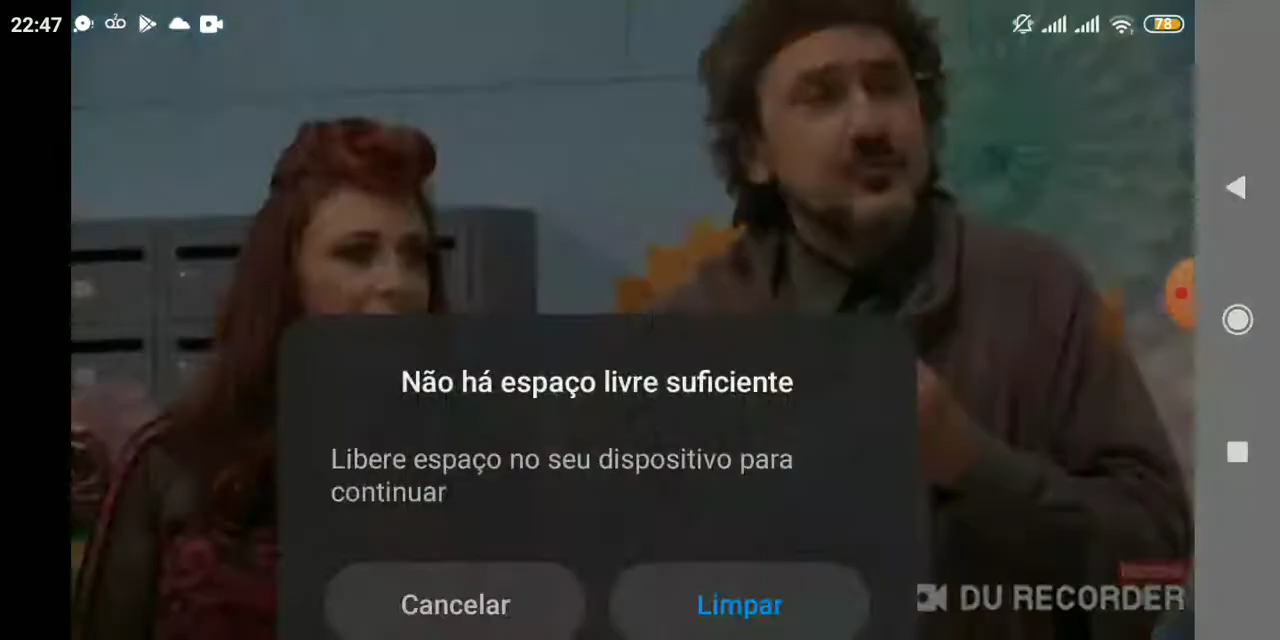 22:47
78
Não há espaço livre suficiente
Libere espaço no seu dispositivo para
continuar
Cancelar
Limpar
DU RECORDER